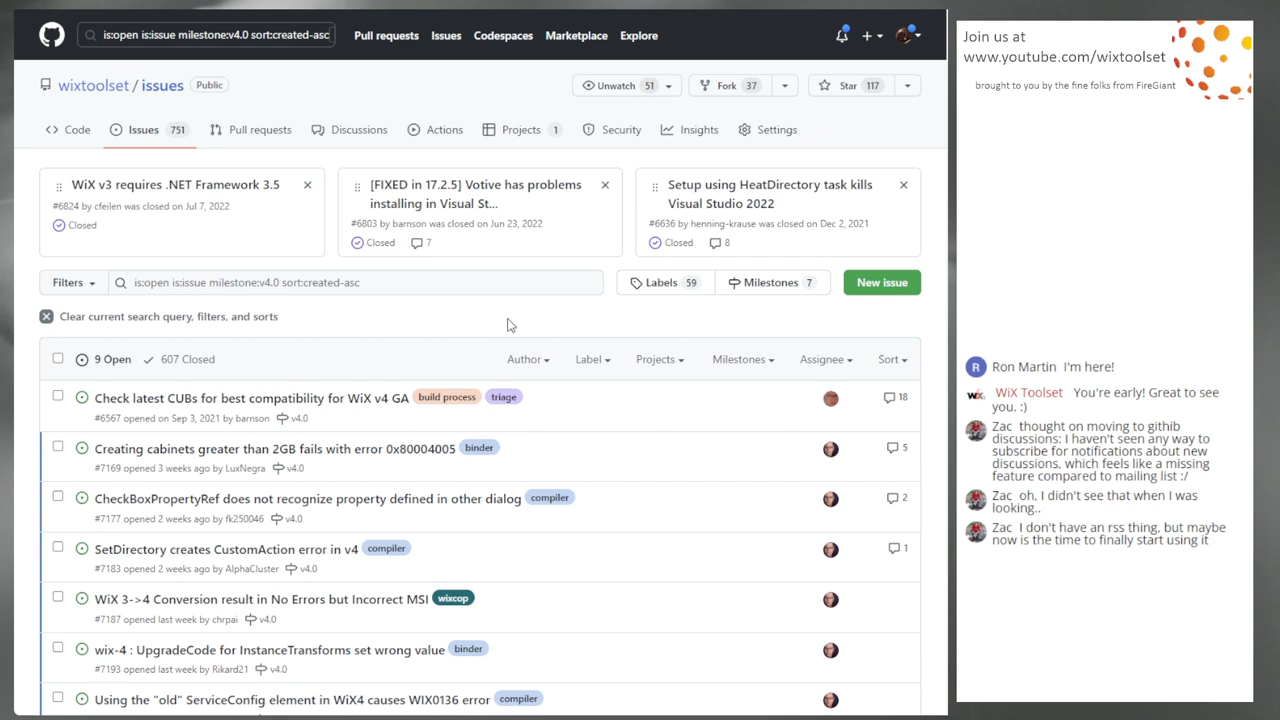 is:open is:issue milestone:v4.0 sort:created-asc
Pull requests Issues Codespaces Marketplace Explore
wixtoolset / issues Public
Unwatch 51 Fork 37 Star 117
Code Issues 751 Pull requests Discussions Actions Projects 1 Security Insights Settings
WiX v3 requires .NET Framework 3.5
#6824 by cfeilen was closed on Jul 7, 2022
Closed
[FIXED in 17.2.5] Votive has problems
installing in Visual St...
#6803 by barnson was closed on Jun 23, 2022
Closed 7
Setup using HeatDirectory task kills
Visual Studio 2022
#6636 by henning-krause was closed on Dec 2, 2021
Closed 8
Filters is:open is:issue milestone:v4.0 sort:created-asc Labels 59 Milestones 7 New issue
Clear current search query, filters, and sorts
9 Open 607 Closed Author Label Projects Milestones Assignee Sort
Check latest CUBs for best compatibility for WiX v4 GA build process triage 18
#6567 opened on Sep 3, 2021 by barnson v4.0
Creating cabinets greater than 2GB fails with error 0x80004005 binder 5
#7169 opened 3 weeks ago by LuxNegra v4.0
CheckBoxPropertyRef does not recognize property defined in other dialog compiler 2
#7177 opened 2 weeks ago by fk250046 v4.0
SetDirectory creates CustomAction error in v4 compiler 1
#7183 opened 2 weeks ago by AlphaCluster v4.0
WiX 3->4 Conversion result in No Errors but Incorrect MSI wixcop
#7187 opened last week by chrpai v4.0
wix-4 : UpgradeCode for InstanceTransforms set wrong value binder
#7193 opened last week by Rikard21 v4.0
Using the "old" ServiceConfig element in WiX4 causes WIX0136 error compiler
Join us at
www.youtube.com/wixtoolset
brought to you by the fine folks from FireGiant
R Ron Martin I'm here!
WiX Toolset You're early! Great to see
you. :)
Zac thought on moving to githib
discussions: I haven't seen any way to
subscribe for notifications about new
discussions, which feels like a missing
feature compared to mailing list :/
Zac oh, I didn't see that when I was
looking..
Zac I don't have an rss thing, but maybe
now is the time to finally start using it